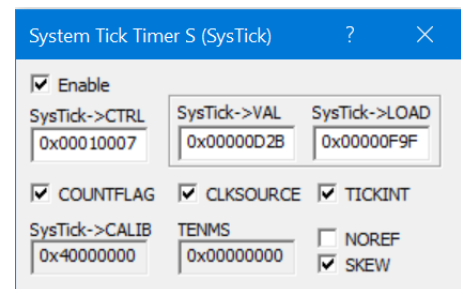 System Tick Timer S (SysTick) ? ×
Enable
SysTick->CTRL SysTick->VAL SysTick->LOAD
0x00010007 0x00000D2B 0x00000F9F
COUNTFLAG CLKSOURCE TICKINT
SysTick->CALIB TENMS NOREF
0x40000000 0x00000000 SKEW